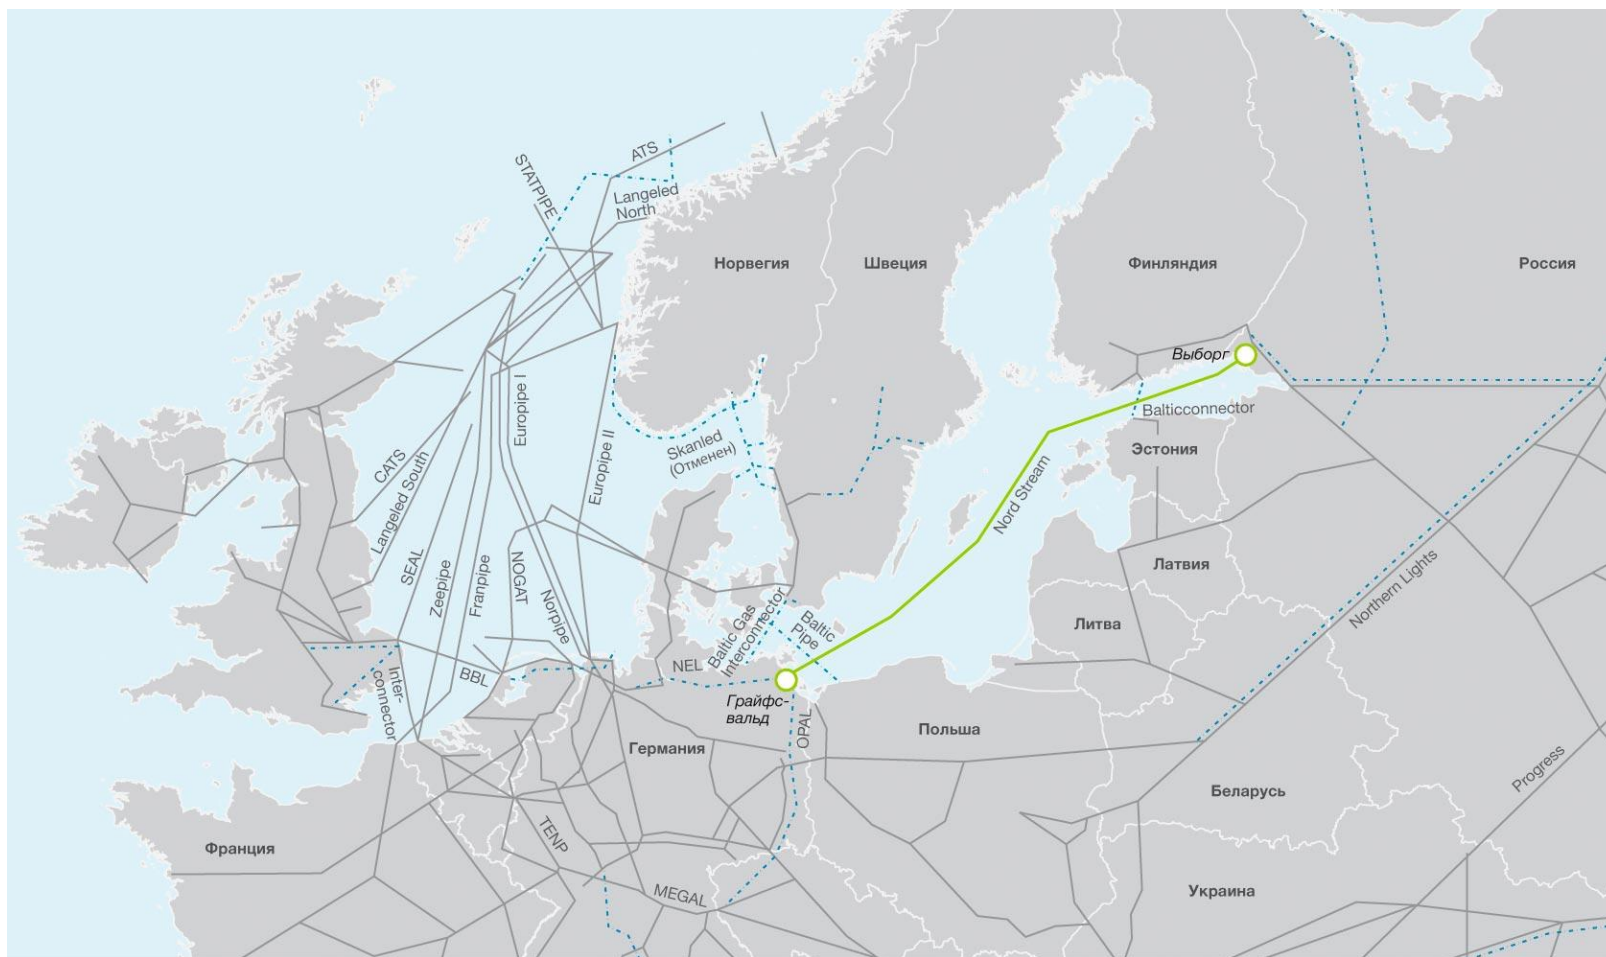 ATS
STATPIPE
Langeled
North
Норвегия
Швеция
Финляндия
Россия
Выборг
Balticconnector
Эстония
Europipe I
Europipe II
Skanled
(Отменен)
CATS
Langeled South
Nord Stream
SEAL
Zeepipe
Franpipe
NOGAT
Norpipe
Латвия
Northern Lights
Литва
Baltic Gas
Interconnector
Baltic
Pipe
NEL
BBL
Inter-
connector
Грайфс-
вальд
OPAL
Германия
Польша
Беларусь
Progress
TENP
Франция
MEGAL
Украина